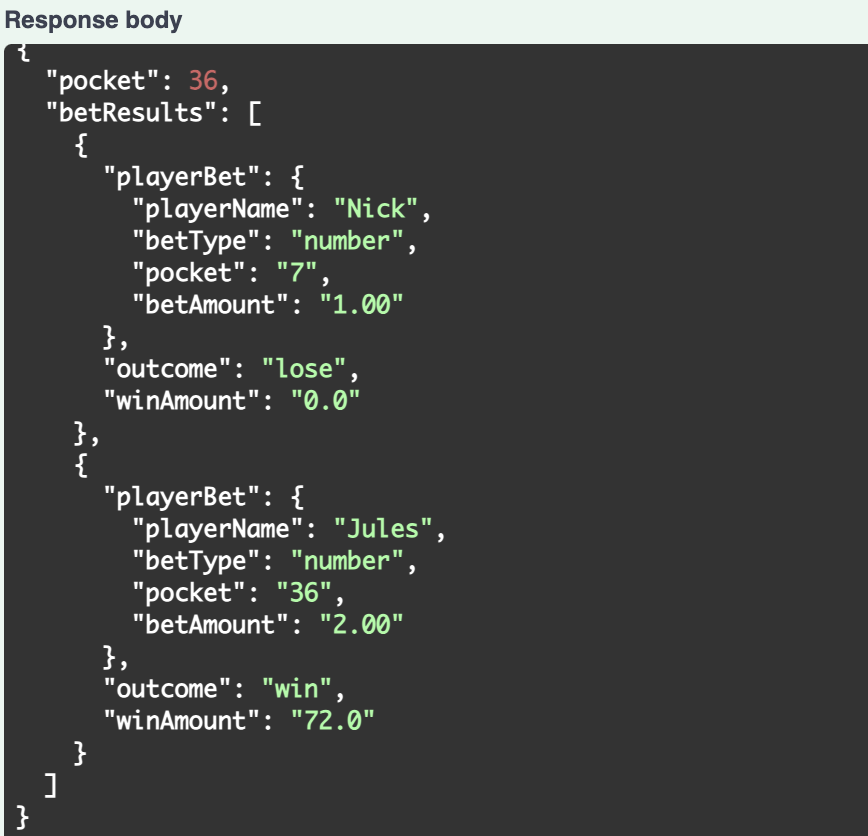 Response body
{
  "pocket": 36,
  "betResults": [
    {
      "playerBet": {
        "playerName": "Nick",
        "betType": "number",
        "pocket": "7",
        "betAmount": "1.00"
      },
      "outcome": "lose",
      "winAmount": "0.0"
    },
    {
      "playerBet": {
        "playerName": "Jules",
        "betType": "number",
        "pocket": "36",
        "betAmount": "2.00"
      },
      "outcome": "win",
      "winAmount": "72.0"
    }
  ]
}